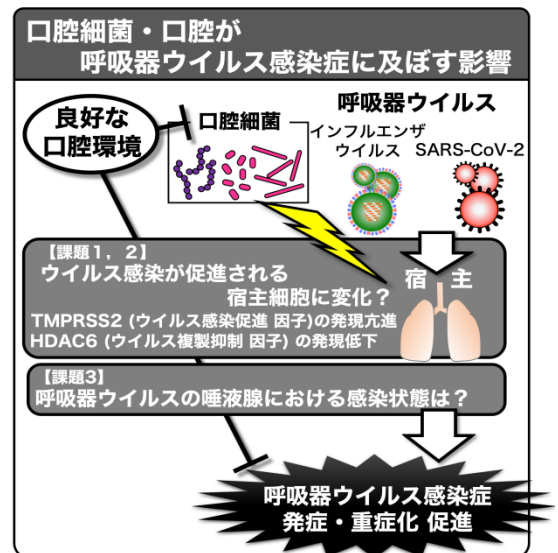 口腔細菌・口腔が
呼吸器ウイルス感染症に及ぼす影響
良好な
口腔環境
口腔細菌
呼吸器ウイルス
インフルエンザ
ウイルス
SARS-CoV-2
【課題１，２】
ウイルス感染が促進される
宿主細胞に変化？
TMPRSS2 (ウイルス感染促進 因子)の発現亢進
HDAC6 (ウイルス複製抑制 因子) の発現低下
宿 主
【課題3】
呼吸器ウイルスの唾液腺における感染状態は？
呼吸器ウイルス感染症
発症・重症化 促進